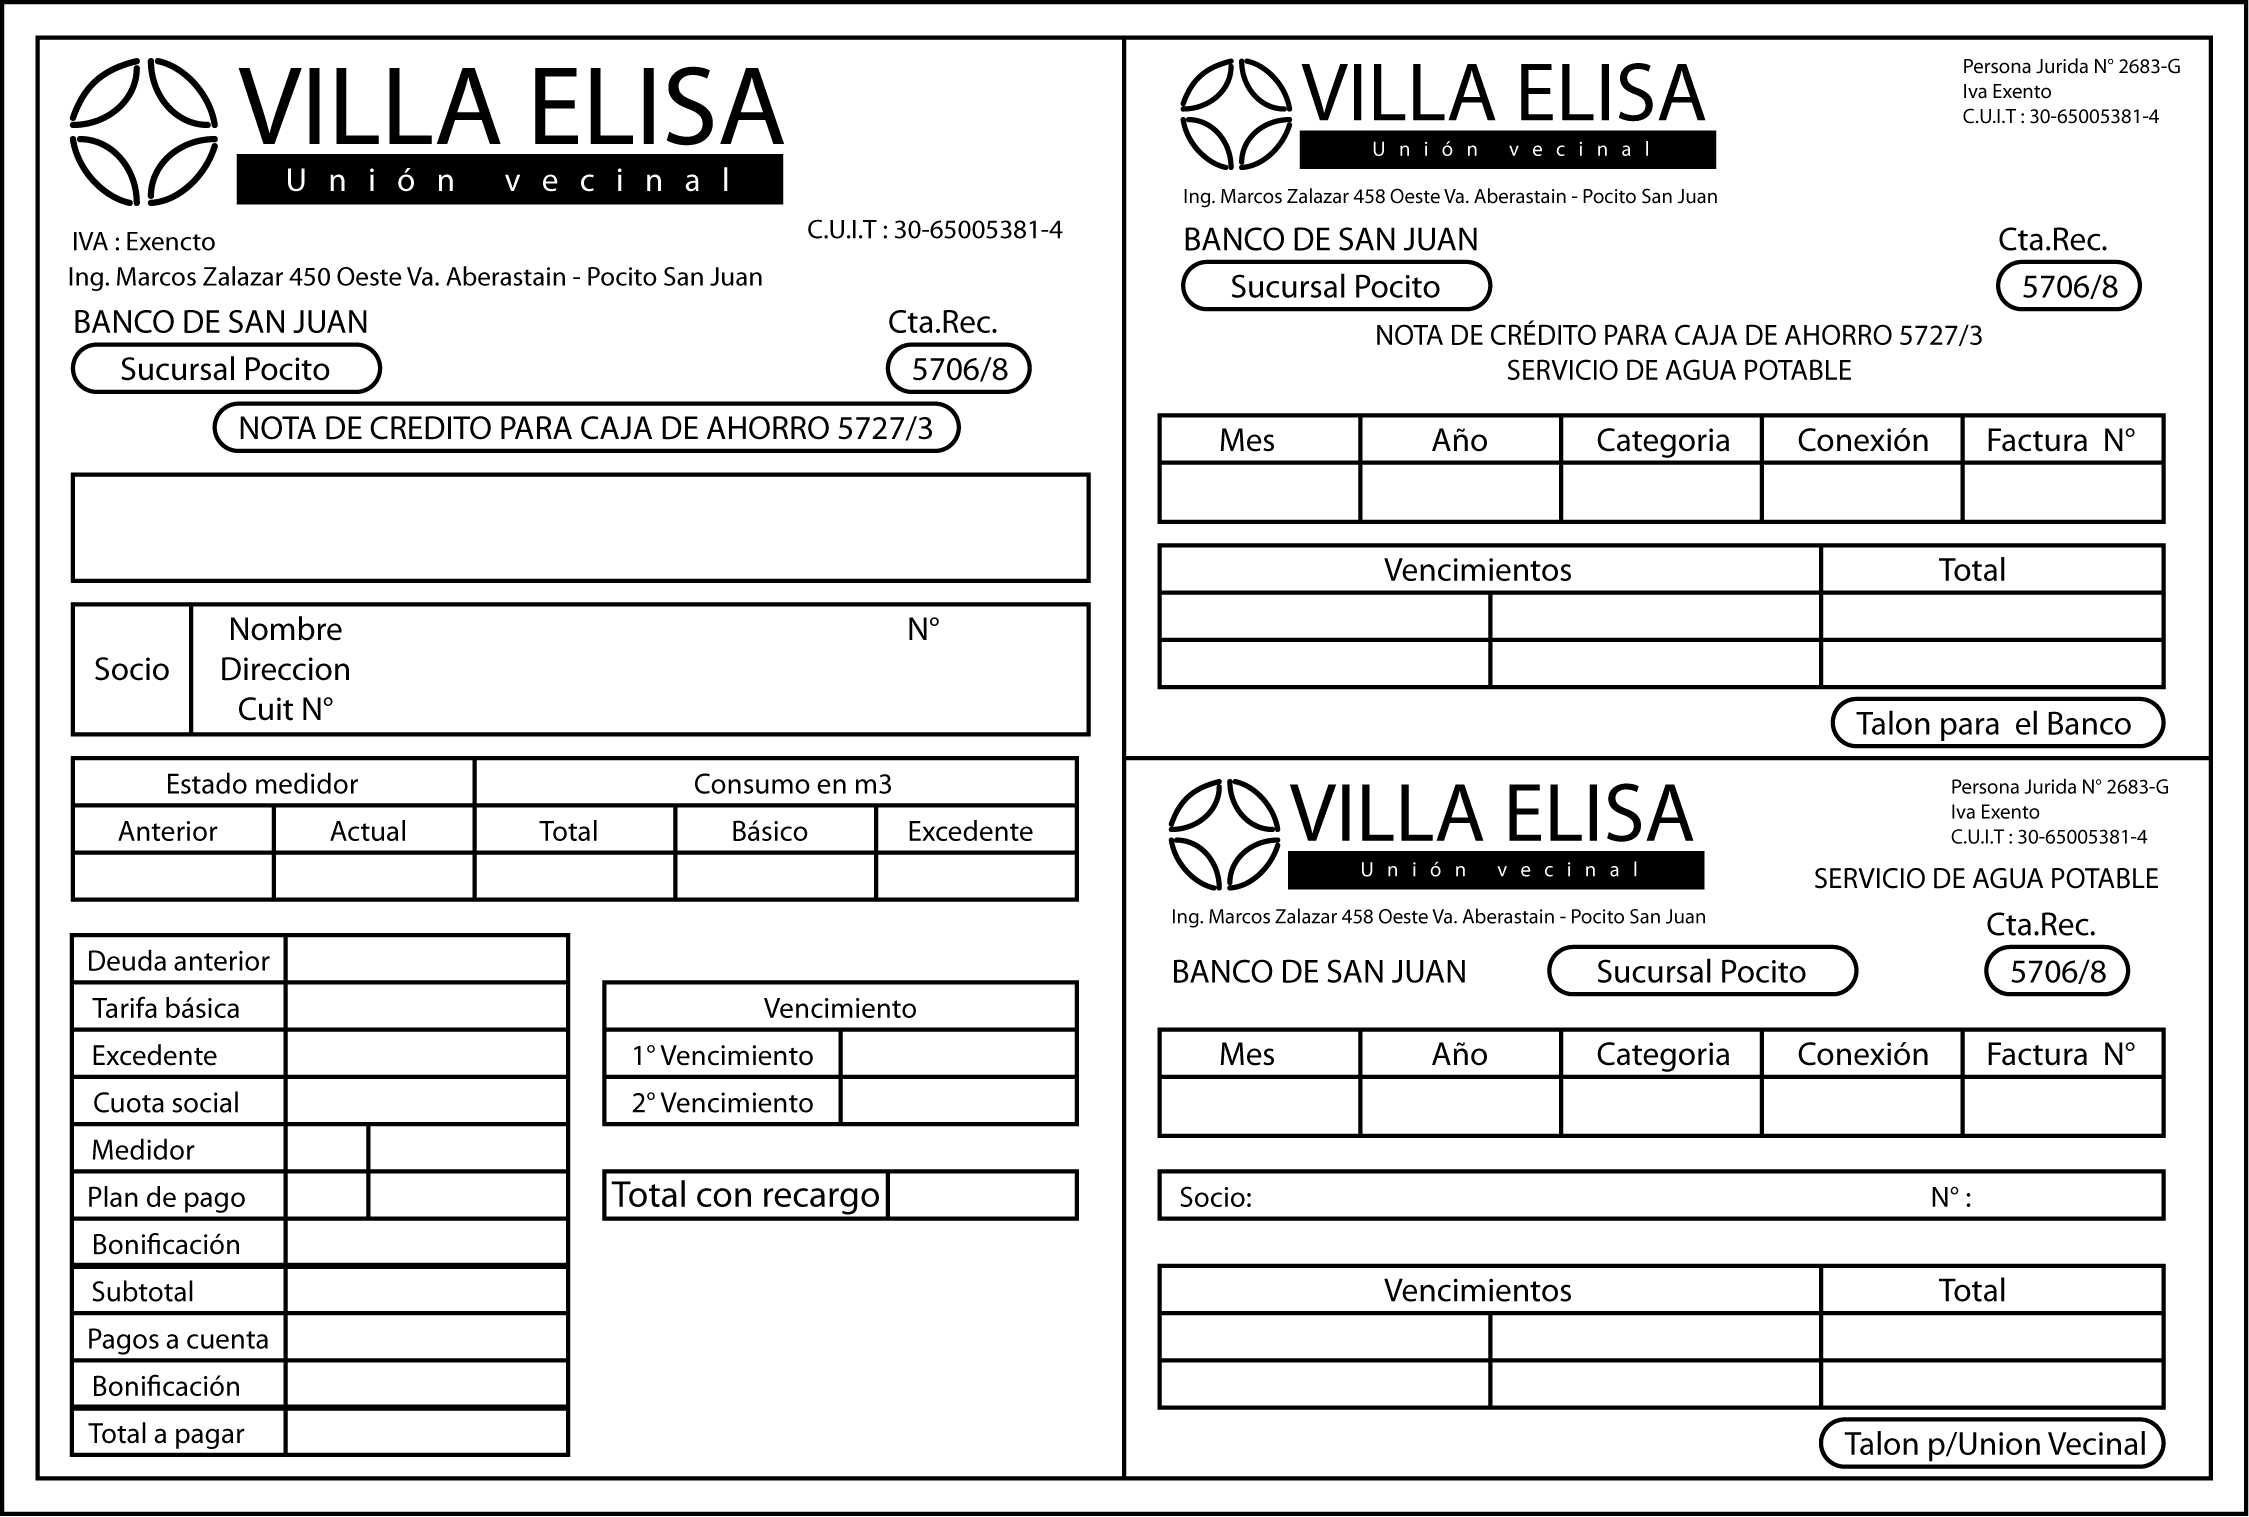 VILLA ELISA
Unión vecinal
C.U.I.T : 30-65005381-4
IVA : Exencto
Ing. Marcos Zalazar 450 Oeste Va. Aberastain - Pocito San Juan
BANCO DE SAN JUAN Cta.Rec.
Sucursal Pocito 5706/8
NOTA DE CREDITO PARA CAJA DE AHORRO 5727/3
Socio
Nombre N°
Direccion
Cuit N°
Estado medidor Consumo en m3
Anterior Actual Total Básico Excedente
Deuda anterior
Tarifa básica
Excedente
Cuota social
Medidor
Plan de pago
Bonificación
Subtotal
Pagos a cuenta
Bonificación
Total a pagar
Vencimiento
1° Vencimiento
2° Vencimiento
Total con recargo
VILLA ELISA
Unión vecinal
Persona Jurida N° 2683-G
Iva Exento
C.U.I.T : 30-65005381-4
Ing. Marcos Zalazar 458 Oeste Va. Aberastain - Pocito San Juan
BANCO DE SAN JUAN Cta.Rec.
Sucursal Pocito 5706/8
NOTA DE CRÉDITO PARA CAJA DE AHORRO 5727/3
SERVICIO DE AGUA POTABLE
Mes Año Categoria Conexión Factura N°
Vencimientos Total
Talon para el Banco
VILLA ELISA
Unión vecinal
Persona Jurida N° 2683-G
Iva Exento
C.U.I.T : 30-65005381-4
SERVICIO DE AGUA POTABLE
Ing. Marcos Zalazar 458 Oeste Va. Aberastain - Pocito San Juan
Cta.Rec.
BANCO DE SAN JUAN Sucursal Pocito 5706/8
Mes Año Categoria Conexión Factura N°
Socio: N° :
Vencimientos Total
Talon p/Union Vecinal